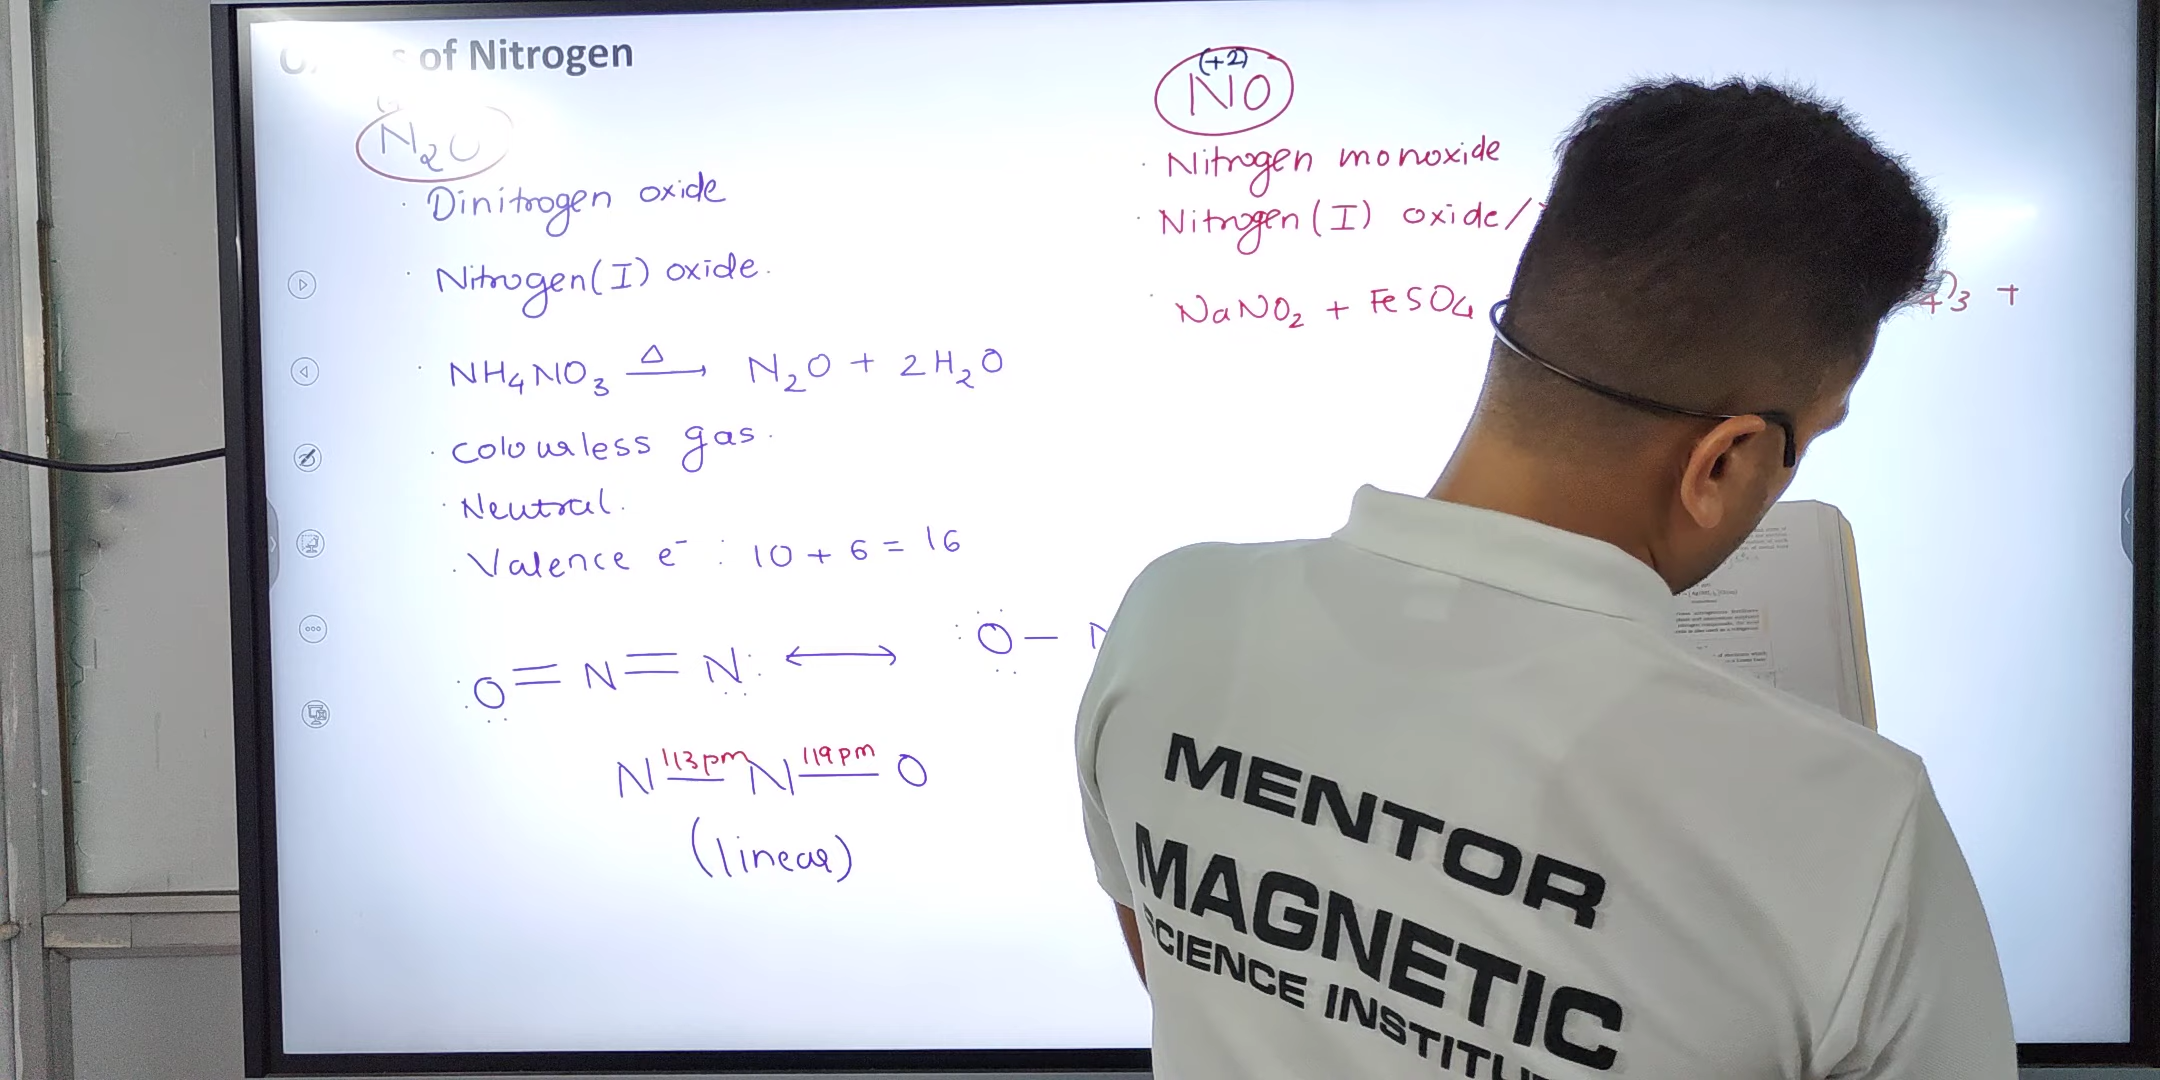 of Nitrogen
N₂O
· Dinitrogen oxide
· Nitrogen(I) oxide.
· NH₄NO₃ —Δ→ N₂O + 2H₂O
· colourless gas.
· Neutral.
· Valence e⁻ : 10 + 6 = 16
:O=N=N: ⟷ :O—
N 113pm N 119pm O
(linear)
(+2)
NO
· Nitrogen monoxide
· Nitrogen(I) oxide/
· NaNO₂ + FeSO₄ )₃ +
MENTOR
MAGNETIC
SCIENCE